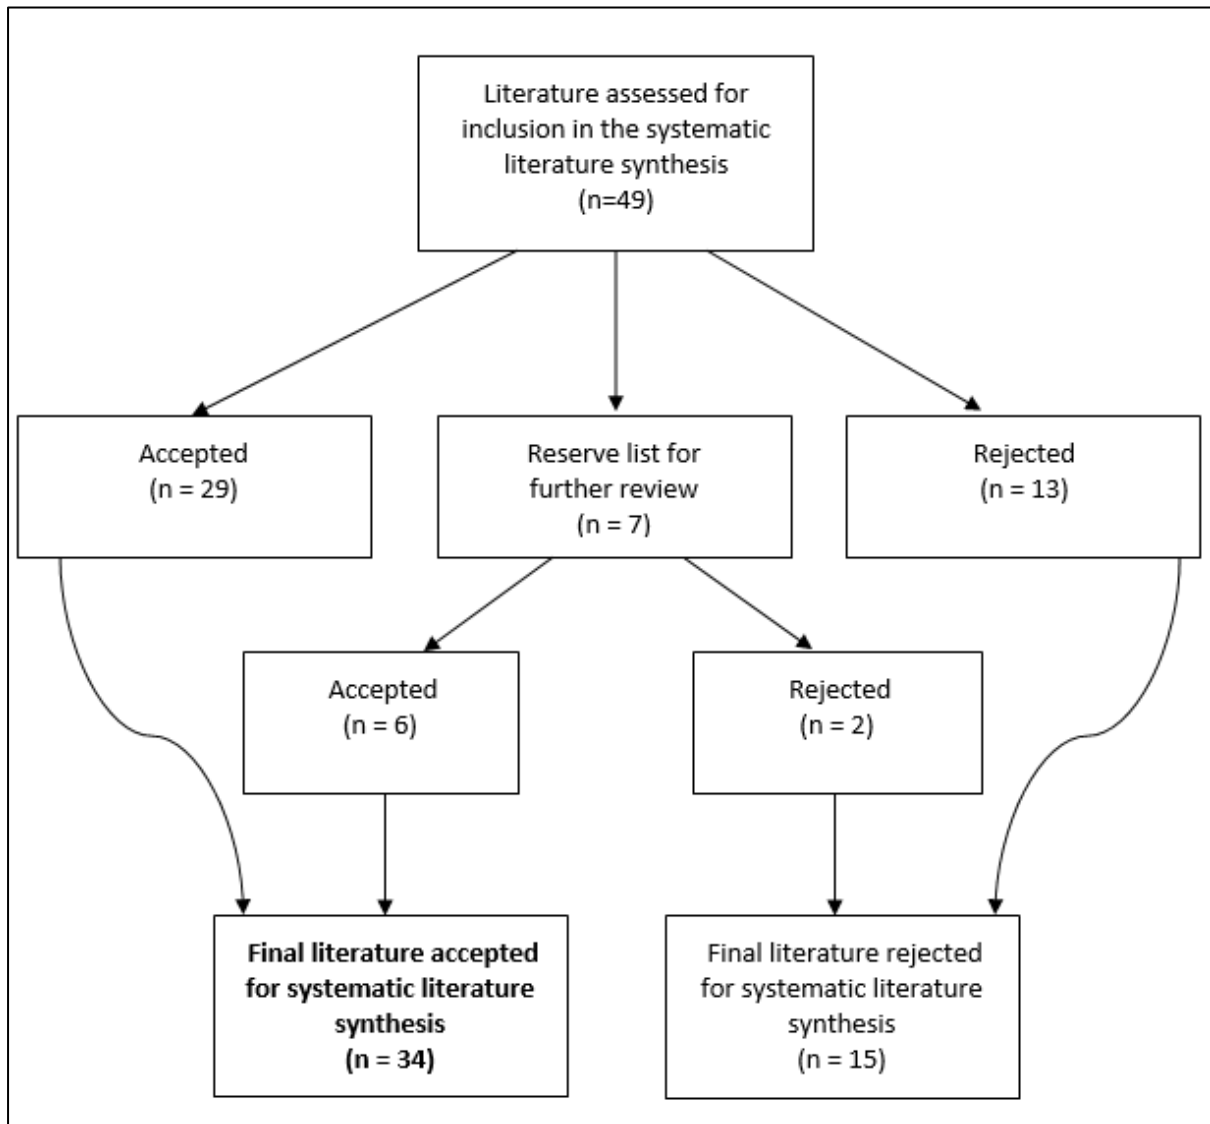 Literature assessed for
inclusion in the systematic
literature synthesis
(n=49)
Accepted
(n = 29)
Reserve list for
further review
(n = 7)
Rejected
(n = 13)
Accepted
(n = 6)
Rejected
(n = 2)
Final literature accepted
for systematic literature
synthesis
(n = 34)
Final literature rejected
for systematic literature
synthesis
(n = 15)